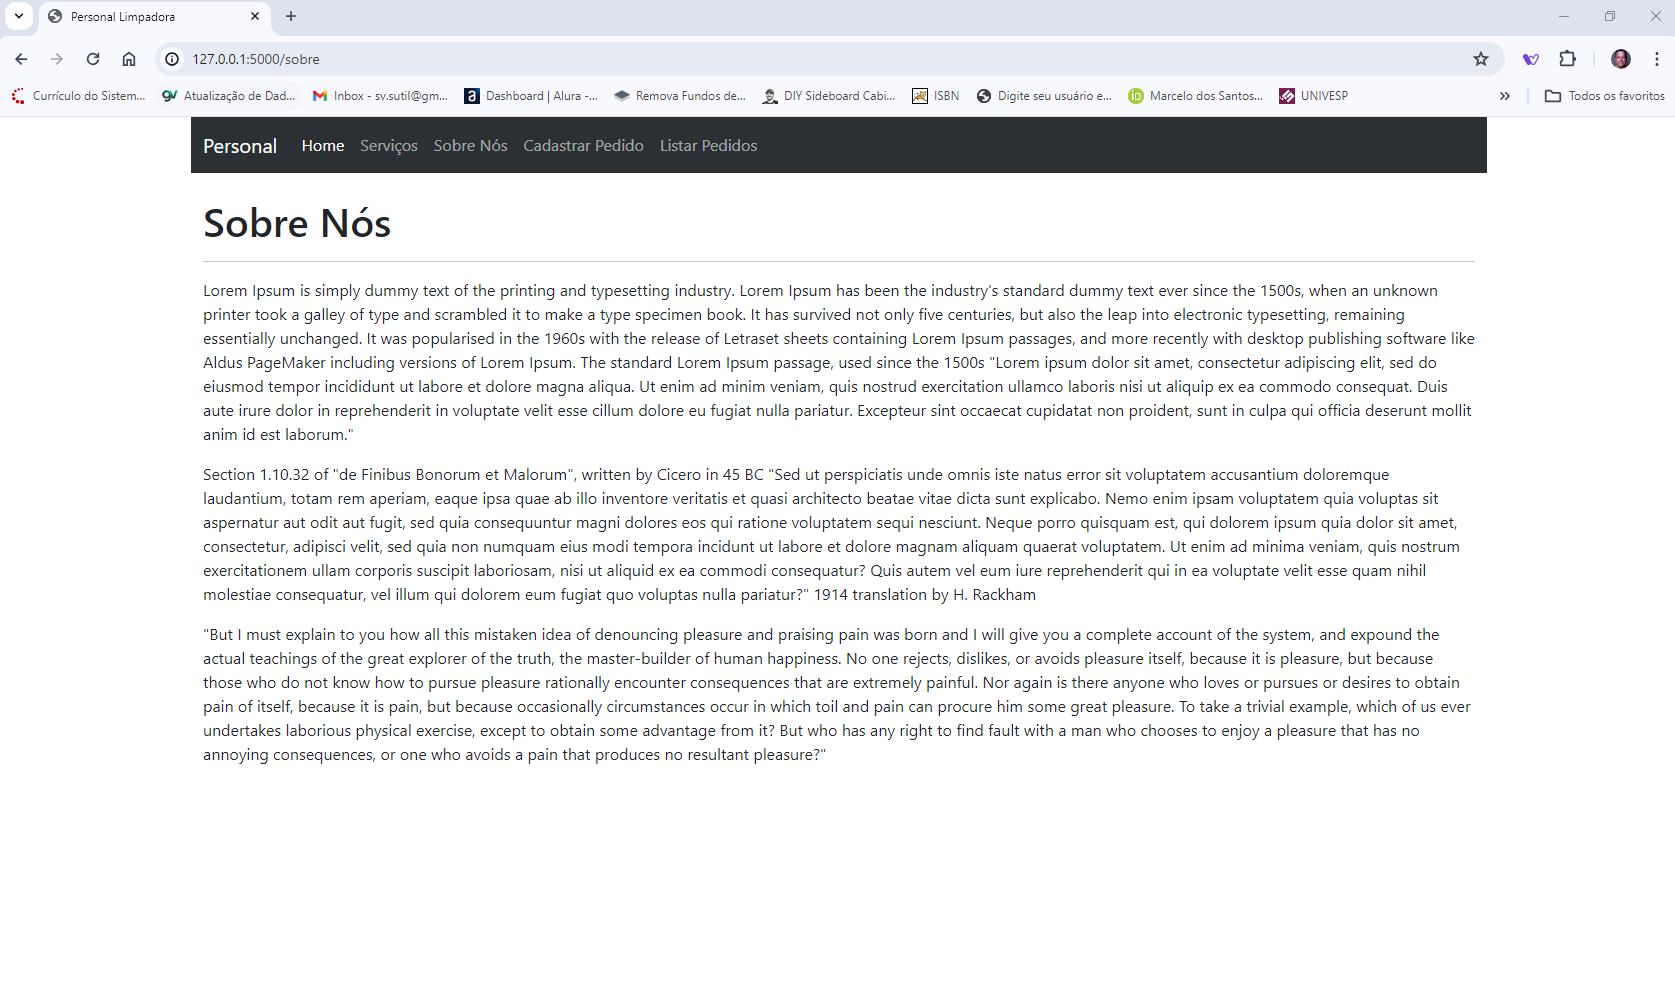 Personal Limpadora
127.0.0.1:5000/sobre
Currículo do Sistem... Atualização de Dad... Inbox - sv.sutil@gm... Dashboard | Alura -... Remova Fundos de... DIY Sideboard Cabi... ISBN Digite seu usuário e... Marcelo dos Santos... UNIVESP » Todos os favoritos
Personal Home Serviços Sobre Nós Cadastrar Pedido Listar Pedidos
Sobre Nós
Lorem Ipsum is simply dummy text of the printing and typesetting industry. Lorem Ipsum has been the industry's standard dummy text ever since the 1500s, when an unknown
printer took a galley of type and scrambled it to make a type specimen book. It has survived not only five centuries, but also the leap into electronic typesetting, remaining
essentially unchanged. It was popularised in the 1960s with the release of Letraset sheets containing Lorem Ipsum passages, and more recently with desktop publishing software like
Aldus PageMaker including versions of Lorem Ipsum. The standard Lorem Ipsum passage, used since the 1500s "Lorem ipsum dolor sit amet, consectetur adipiscing elit, sed do
eiusmod tempor incididunt ut labore et dolore magna aliqua. Ut enim ad minim veniam, quis nostrud exercitation ullamco laboris nisi ut aliquip ex ea commodo consequat. Duis
aute irure dolor in reprehenderit in voluptate velit esse cillum dolore eu fugiat nulla pariatur. Excepteur sint occaecat cupidatat non proident, sunt in culpa qui officia deserunt mollit
anim id est laborum."
Section 1.10.32 of "de Finibus Bonorum et Malorum", written by Cicero in 45 BC "Sed ut perspiciatis unde omnis iste natus error sit voluptatem accusantium doloremque
laudantium, totam rem aperiam, eaque ipsa quae ab illo inventore veritatis et quasi architecto beatae vitae dicta sunt explicabo. Nemo enim ipsam voluptatem quia voluptas sit
aspernatur aut odit aut fugit, sed quia consequuntur magni dolores eos qui ratione voluptatem sequi nesciunt. Neque porro quisquam est, qui dolorem ipsum quia dolor sit amet,
consectetur, adipisci velit, sed quia non numquam eius modi tempora incidunt ut labore et dolore magnam aliquam quaerat voluptatem. Ut enim ad minima veniam, quis nostrum
exercitationem ullam corporis suscipit laboriosam, nisi ut aliquid ex ea commodi consequatur? Quis autem vel eum iure reprehenderit qui in ea voluptate velit esse quam nihil
molestiae consequatur, vel illum qui dolorem eum fugiat quo voluptas nulla pariatur?" 1914 translation by H. Rackham
"But I must explain to you how all this mistaken idea of denouncing pleasure and praising pain was born and I will give you a complete account of the system, and expound the
actual teachings of the great explorer of the truth, the master-builder of human happiness. No one rejects, dislikes, or avoids pleasure itself, because it is pleasure, but because
those who do not know how to pursue pleasure rationally encounter consequences that are extremely painful. Nor again is there anyone who loves or pursues or desires to obtain
pain of itself, because it is pain, but because occasionally circumstances occur in which toil and pain can procure him some great pleasure. To take a trivial example, which of us ever
undertakes laborious physical exercise, except to obtain some advantage from it? But who has any right to find fault with a man who chooses to enjoy a pleasure that has no
annoying consequences, or one who avoids a pain that produces no resultant pleasure?"